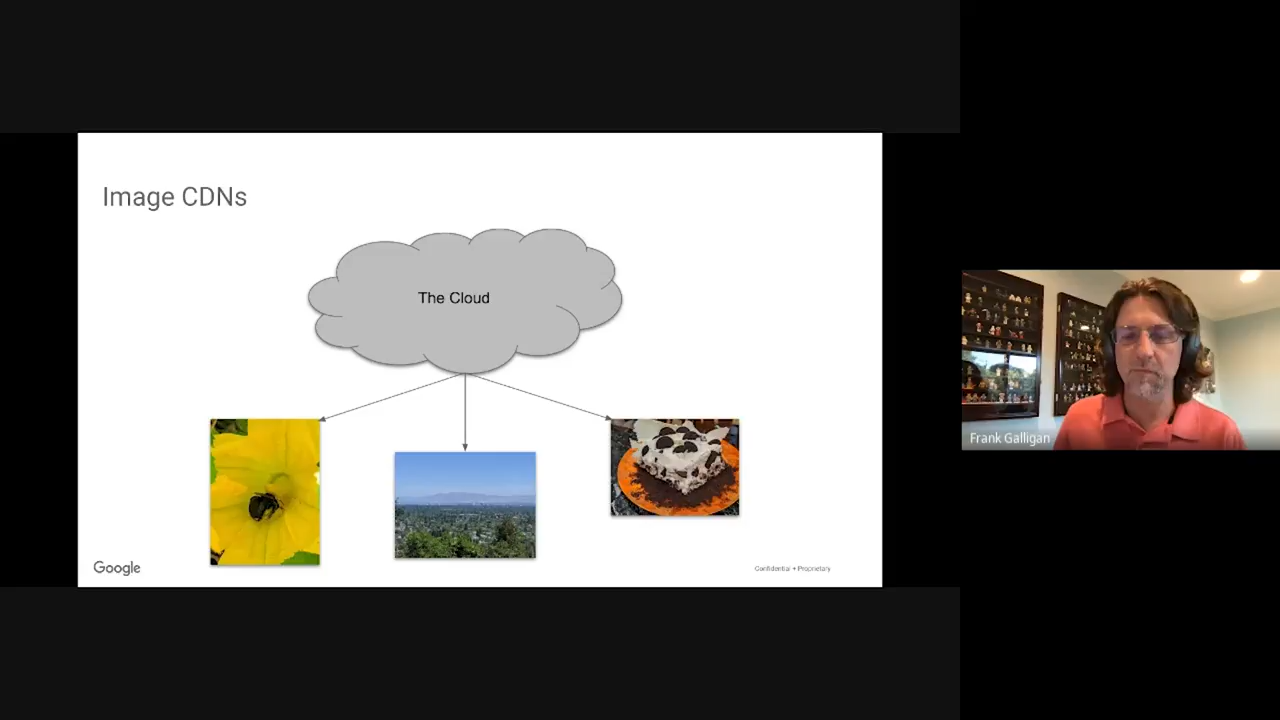 Image CDNs
The Cloud
Frank Galligan
Google
Confidential + Proprietary